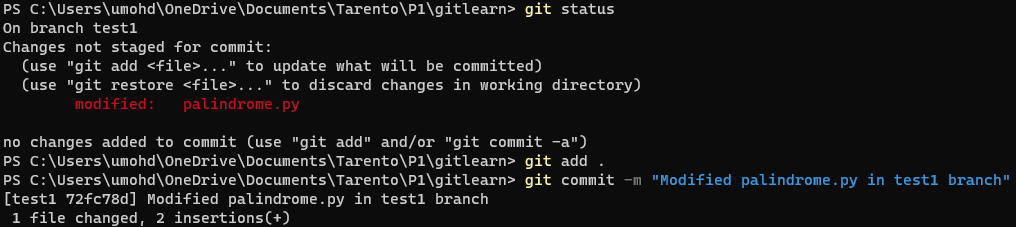 PS C:\Users\umohd\OneDrive\Documents\Tarento\P1\gitlearn> git status
On branch test1
Changes not staged for commit:
  (use "git add <file>..." to update what will be committed)
  (use "git restore <file>..." to discard changes in working directory)
        modified:   palindrome.py

no changes added to commit (use "git add" and/or "git commit -a")
PS C:\Users\umohd\OneDrive\Documents\Tarento\P1\gitlearn> git add .
PS C:\Users\umohd\OneDrive\Documents\Tarento\P1\gitlearn> git commit -m "Modified palindrome.py in test1 branch"
[test1 72fc78d] Modified palindrome.py in test1 branch
 1 file changed, 2 insertions(+)